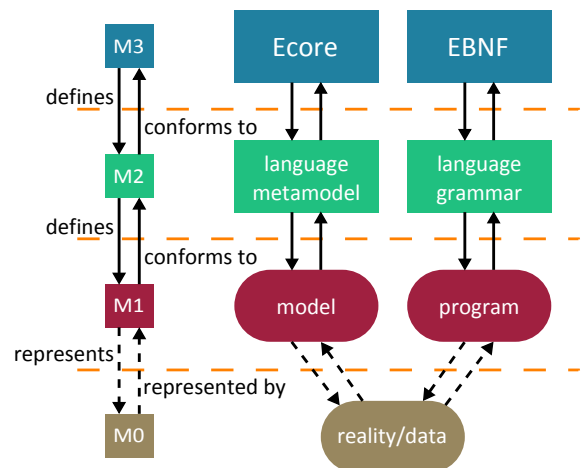 M3
Ecore
EBNF
defines
conforms to
M2
language
metamodel
language
grammar
defines
conforms to
M1
model
program
represents
represented by
M0
reality/data